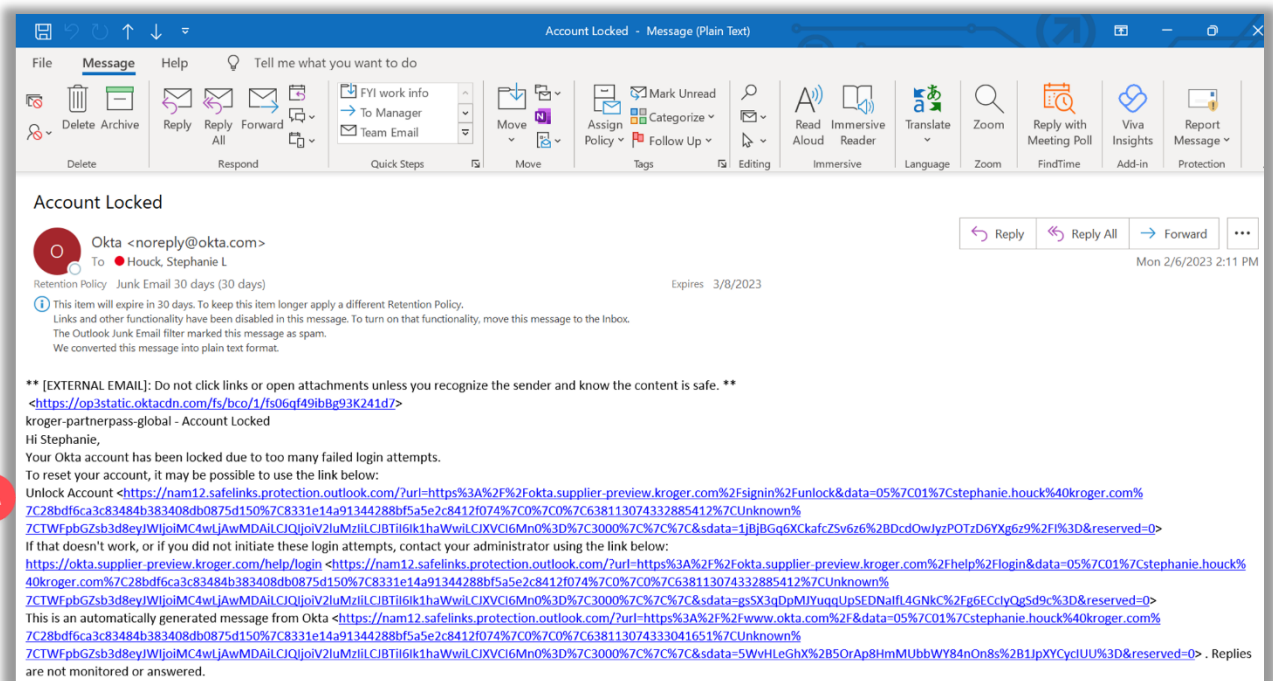 Account Locked - Message (Plain Text)
File Message Help Tell me what you want to do
Delete Archive
Reply Reply All Forward
FYI work info
To Manager
Team Email
Move
Assign Policy
Mark Unread
Categorize
Follow Up
Read Aloud
Immersive Reader
Translate
Zoom
Reply with Meeting Poll
Viva Insights
Report Message
Delete Respond Quick Steps Move Tags Editing Immersive Language Zoom FindTime Add-in Protection
Account Locked
O
Okta <noreply@okta.com>
To Houck, Stephanie L
Reply Reply All Forward
Mon 2/6/2023 2:11 PM
Retention Policy Junk Email 30 days (30 days) Expires 3/8/2023
This item will expire in 30 days. To keep this item longer apply a different Retention Policy.
Links and other functionality have been disabled in this message. To turn on that functionality, move this message to the Inbox.
The Outlook Junk Email filter marked this message as spam.
We converted this message into plain text format.
** [EXTERNAL EMAIL]: Do not click links or open attachments unless you recognize the sender and know the content is safe. **
<https://op3static.oktacdn.com/fs/bco/1/fs06qf49ibBg93K241d7>
kroger-partnerpass-global - Account Locked
Hi Stephanie,
Your Okta account has been locked due to too many failed login attempts.
To reset your account, it may be possible to use the link below:
Unlock Account <https://nam12.safelinks.protection.outlook.com/?url=https%3A%2F%2Fokta.supplier-preview.kroger.com%2Fsignin%2Funlock&data=05%7C01%7Cstephanie.houck%40kroger.com%
7C28bdf6ca3c83484b383408db0875d150%7C8331e14a91344288bf5a5e2c8412f074%7C0%7C0%7C638113074332885412%7CUnknown%
7CTWFpbGZsb3d8eyJWIjoiMC4wLjAwMDAiLCJQIjoiV2luMzIiLCJBTiI6Ik1haWwiLCJXVCI6Mn0%3D%7C3000%7C%7C%7C&sdata=1jBjBGq6XCkafcZSv6z6%2BDcdOwJyzPOTzD6YXg6z9%2FI%3D&reserved=0>
If that doesn't work, or if you did not initiate these login attempts, contact your administrator using the link below:
https://okta.supplier-preview.kroger.com/help/login <https://nam12.safelinks.protection.outlook.com/?url=https%3A%2F%2Fokta.supplier-preview.kroger.com%2Fhelp%2Flogin&data=05%7C01%7Cstephanie.houck%
40kroger.com%7C28bdf6ca3c83484b383408db0875d150%7C8331e14a91344288bf5a5e2c8412f074%7C0%7C0%7C638113074332885412%7CUnknown%
7CTWFpbGZsb3d8eyJWIjoiMC4wLjAwMDAiLCJQIjoiV2luMzIiLCJBTiI6Ik1haWwiLCJXVCI6Mn0%3D%7C3000%7C%7C%7C&sdata=gsSX3qDpMJYuqqUpSEDNaIfL4GNkC%2Fg6ECcIyQgSd9c%3D&reserved=0>
This is an automatically generated message from Okta <https://nam12.safelinks.protection.outlook.com/?url=https%3A%2F%2Fwww.okta.com%2F&data=05%7C01%7Cstephanie.houck%40kroger.com%
7C28bdf6ca3c83484b383408db0875d150%7C8331e14a91344288bf5a5e2c8412f074%7C0%7C0%7C638113074333041651%7CUnknown%
7CTWFpbGZsb3d8eyJWIjoiMC4wLjAwMDAiLCJQIjoiV2luMzIiLCJBTiI6Ik1haWwiLCJXVCI6Mn0%3D%7C3000%7C%7C%7C&sdata=5WvHLeGhX%2B5OrAp8HmMUbbWY84nOn8s%2B1JpXYCycIUU%3D&reserved=0> . Replies
are not monitored or answered.